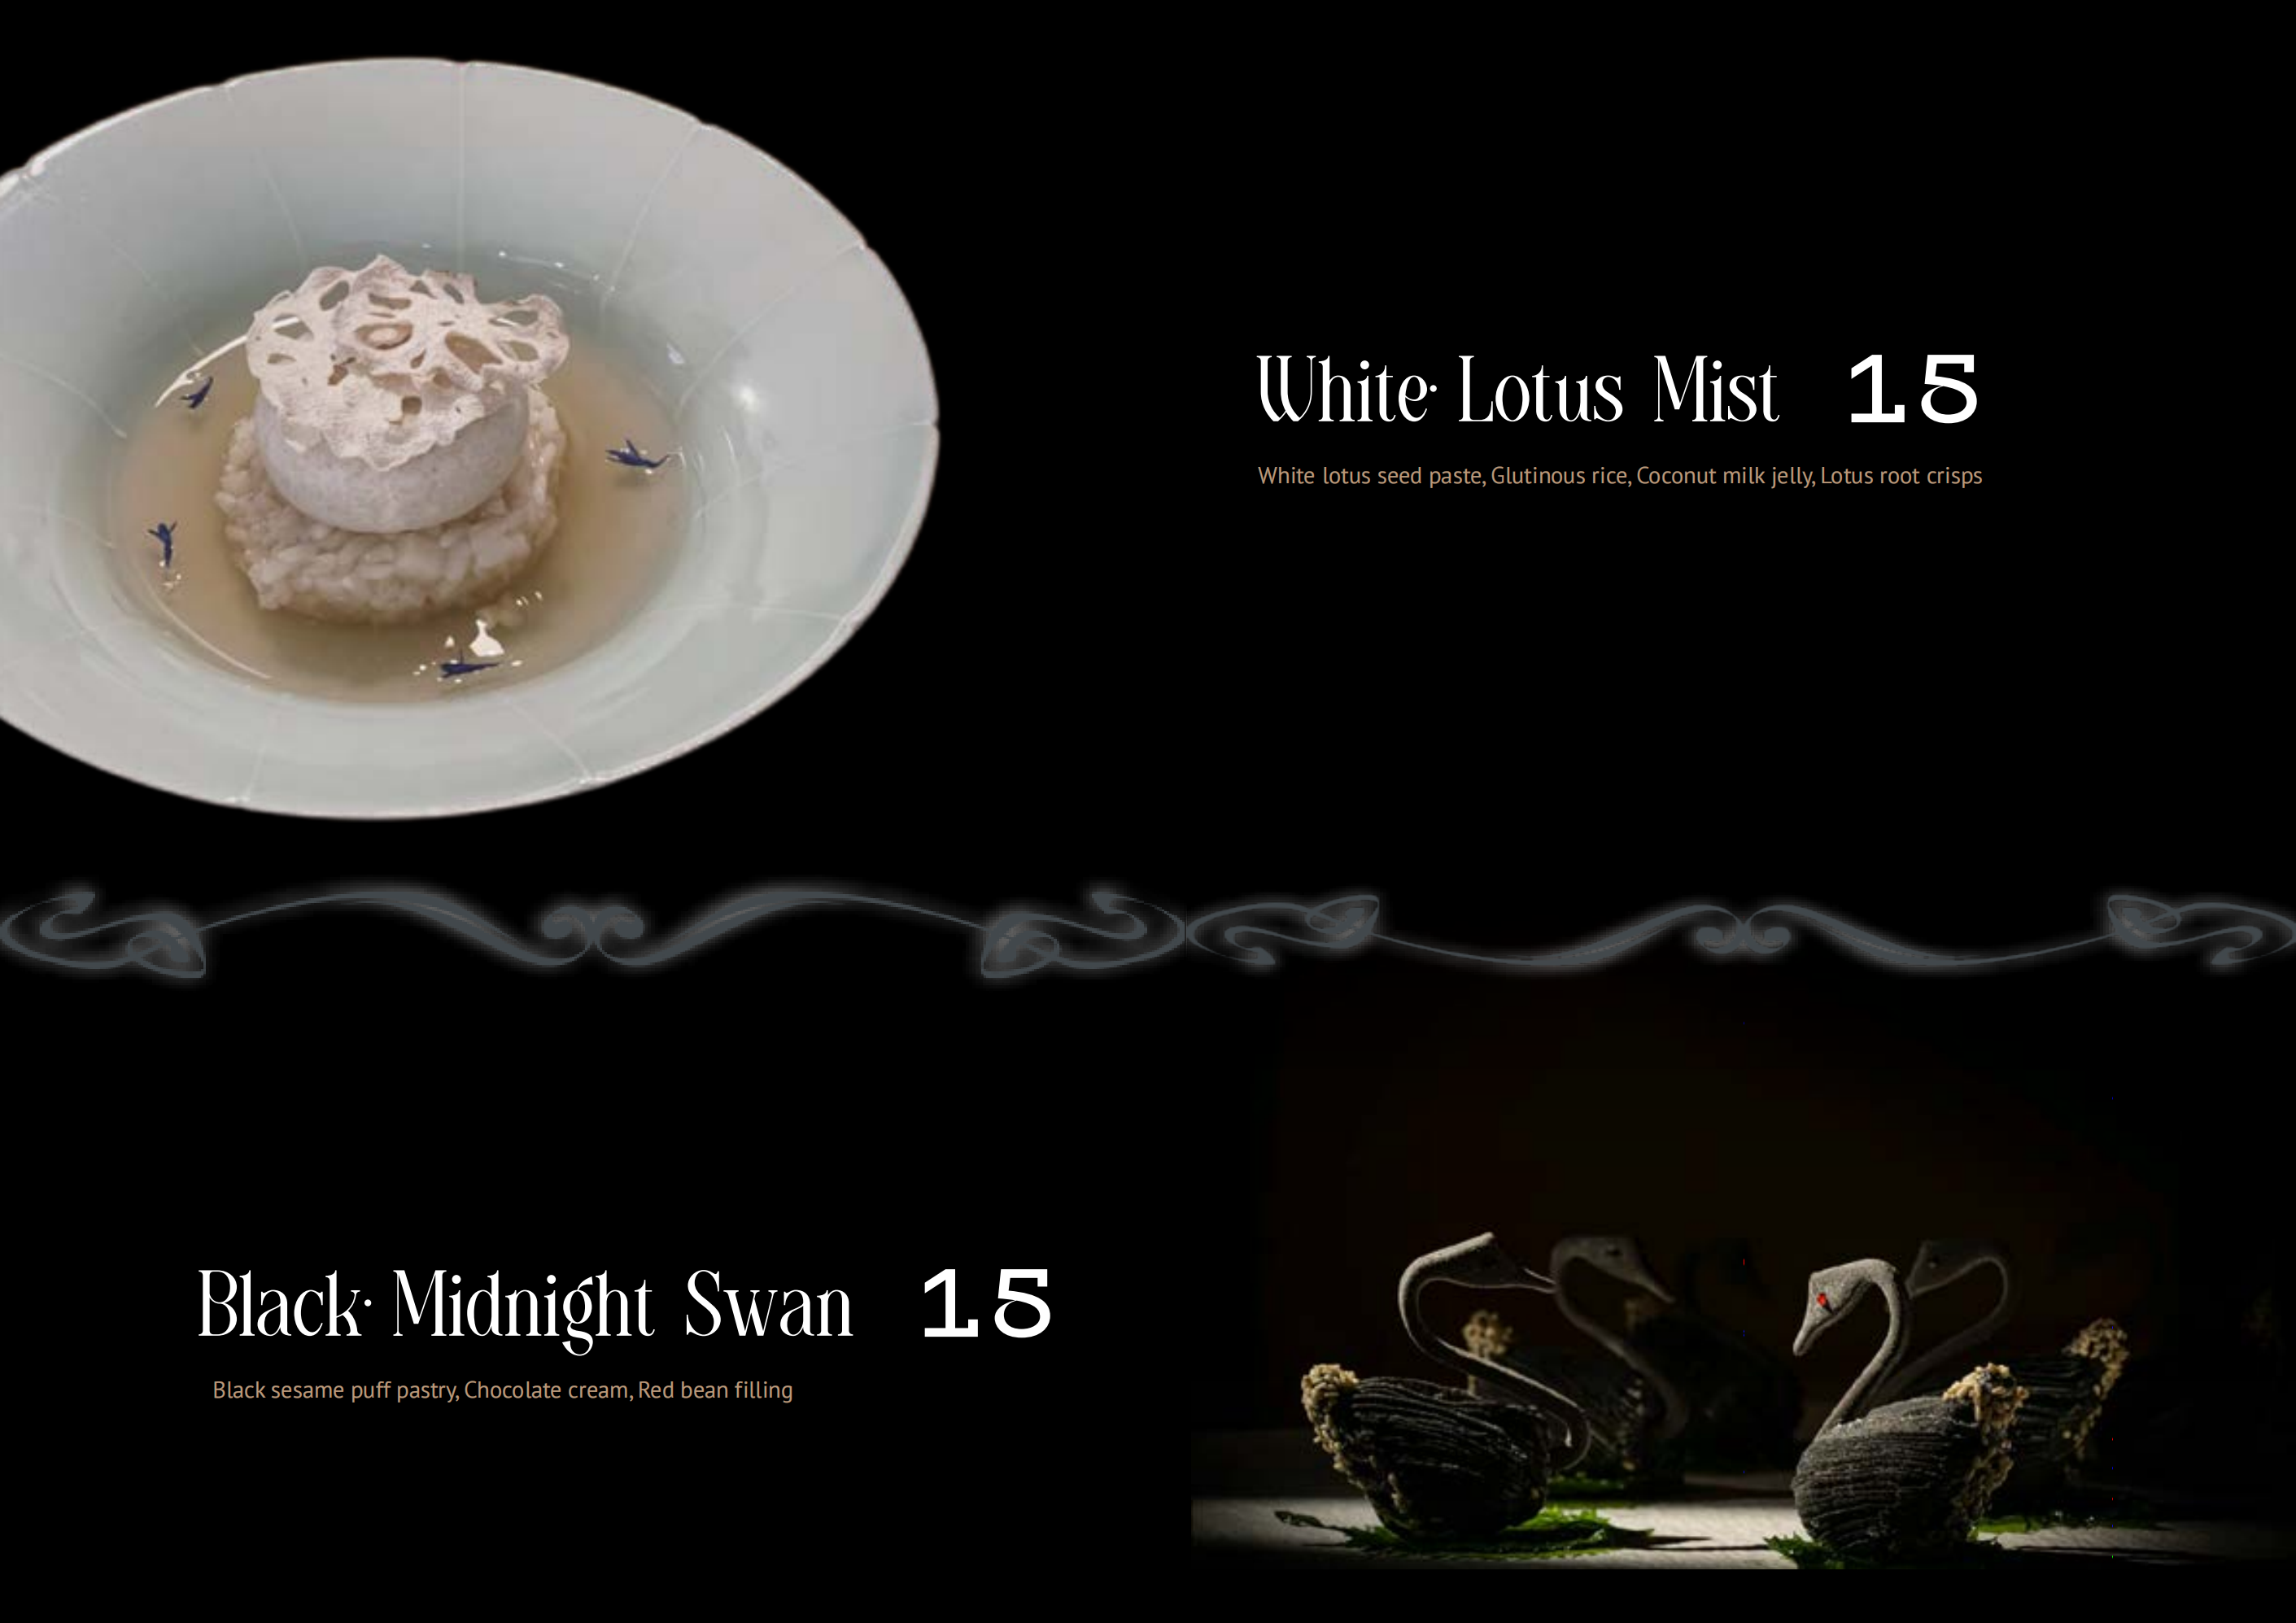 White Lotus Mist 15
White lotus seed paste, Glutinous rice, Coconut milk jelly, Lotus root crisps
Black Midnight Swan 15
Black sesame puff pastry, Chocolate cream, Red bean filling